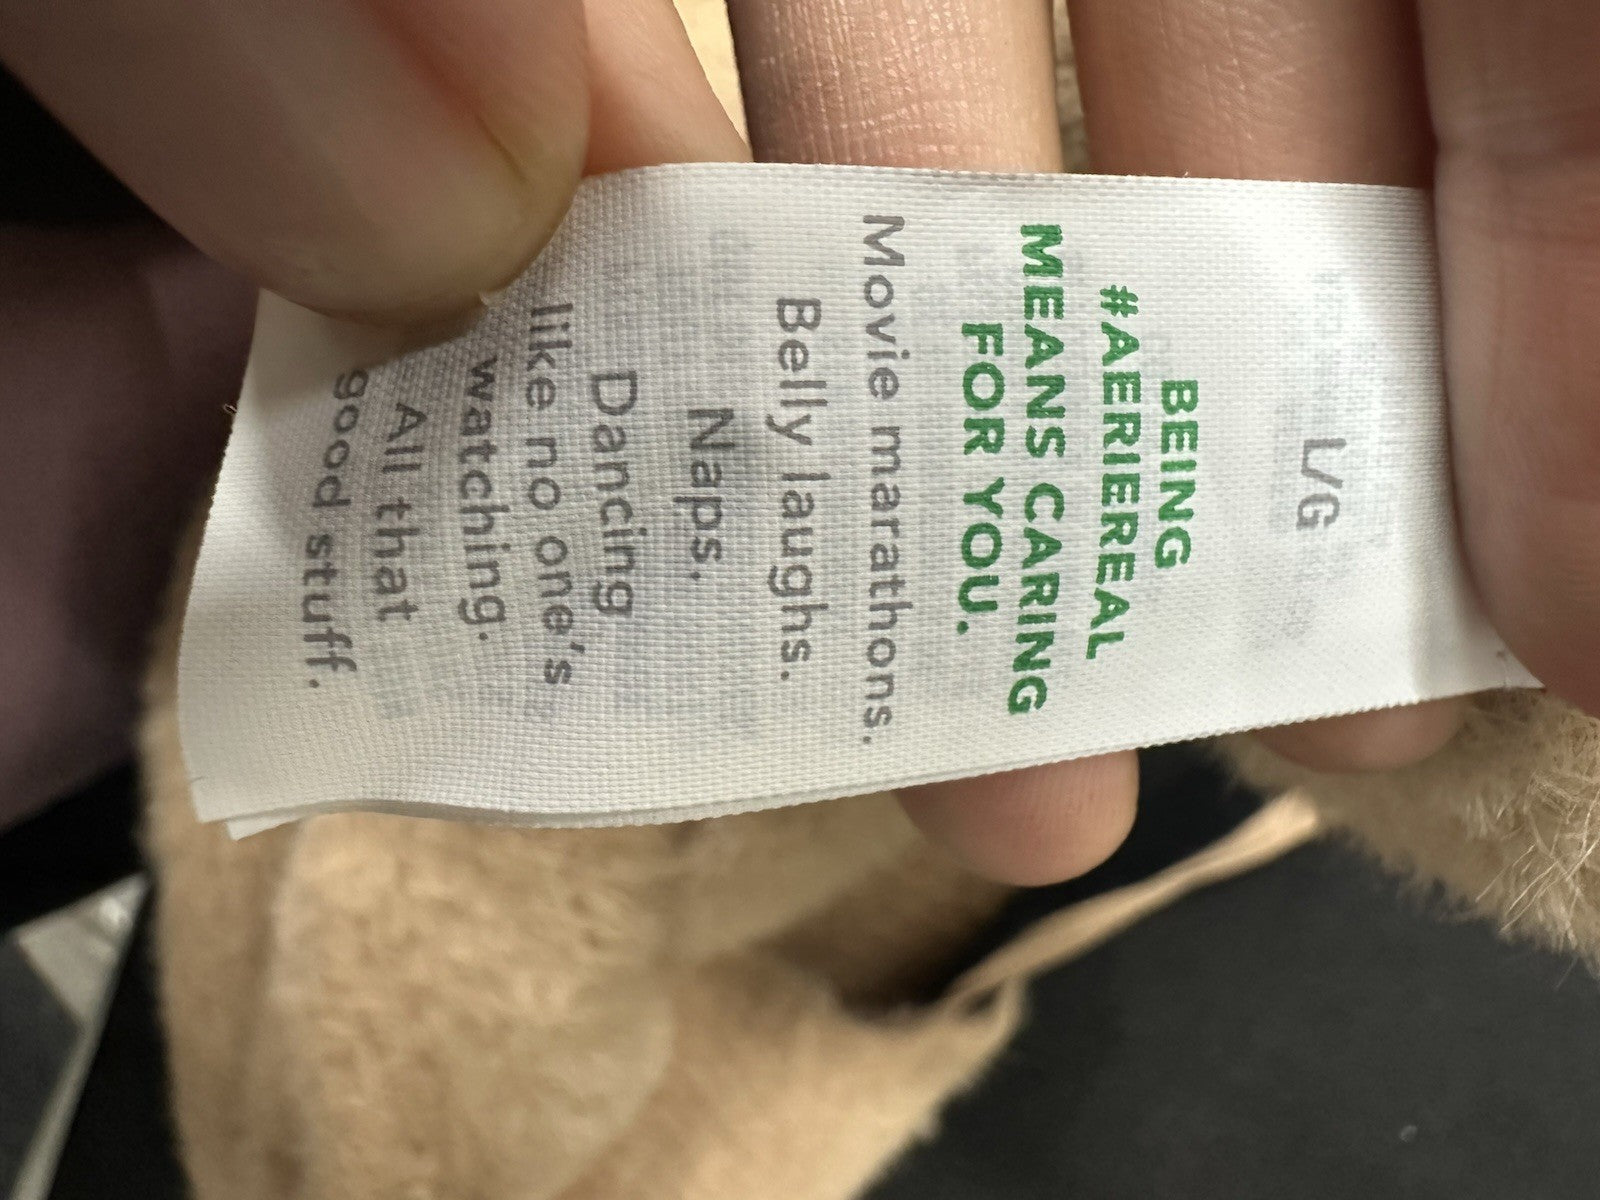 L/G
BEING
#AERIEREAL
MEANS CARING
FOR YOU.
Movie marathons.
Belly laughs.
Naps.
Dancing
like no one's
watching.
All that
good stuff.